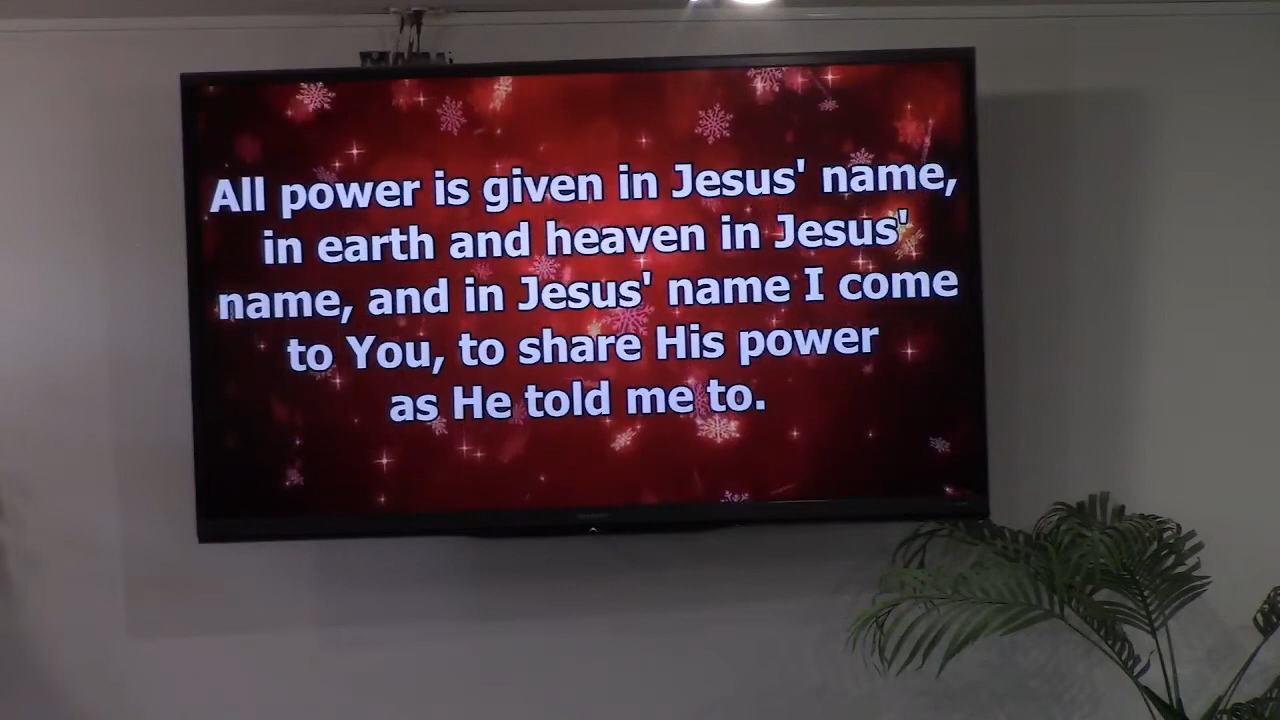 All power is given in Jesus' name,
in earth and heaven in Jesus'
name, and in Jesus' name I come
to You, to share His power
as He told me to.